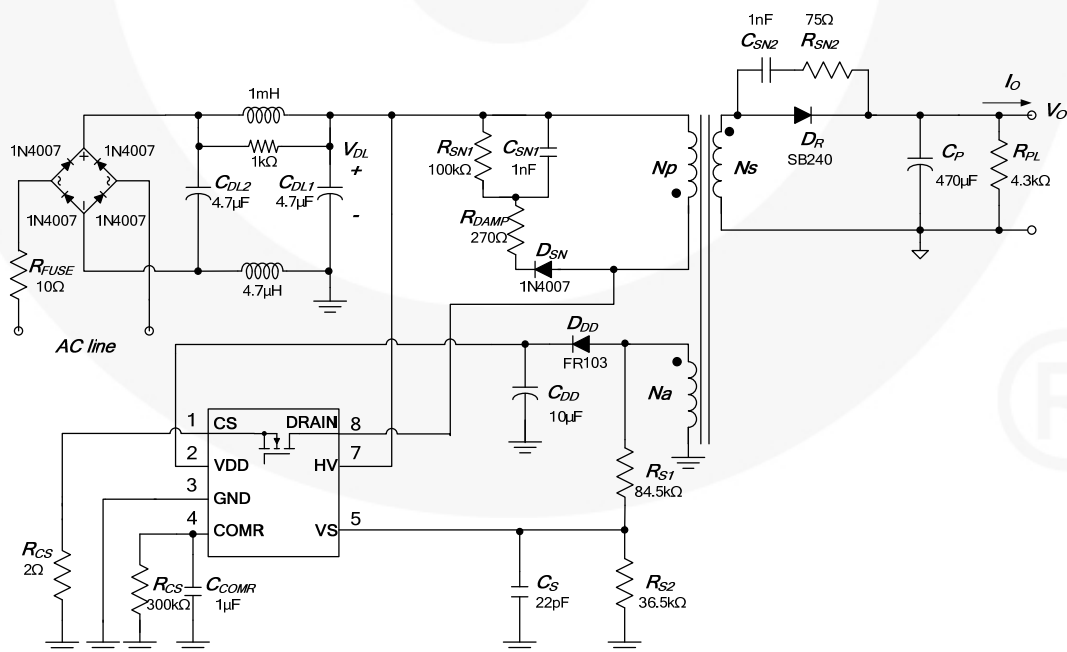 1nF
75Ω
CSN2
RSN2
IO
VO
1mH
1kΩ
1N4007
1N4007
1N4007
1N4007
VDL
+
-
CDL2
4.7µF
CDL1
4.7µF
RSN1
100kΩ
CSN1
1nF
Np
Ns
DR
SB240
CP
470µF
RPL
4.3kΩ
RDAMP
270Ω
DSN
1N4007
RFUSE
10Ω
4.7µH
AC line
DDD
FR103
Na
CDD
10µF
1
CS
DRAIN
8
2
VDD
HV
7
3
GND
4
COMR
VS
5
RS1
84.5kΩ
RCS
2Ω
RCS
300kΩ
CCOMR
1µF
CS
22pF
RS2
36.5kΩ
R